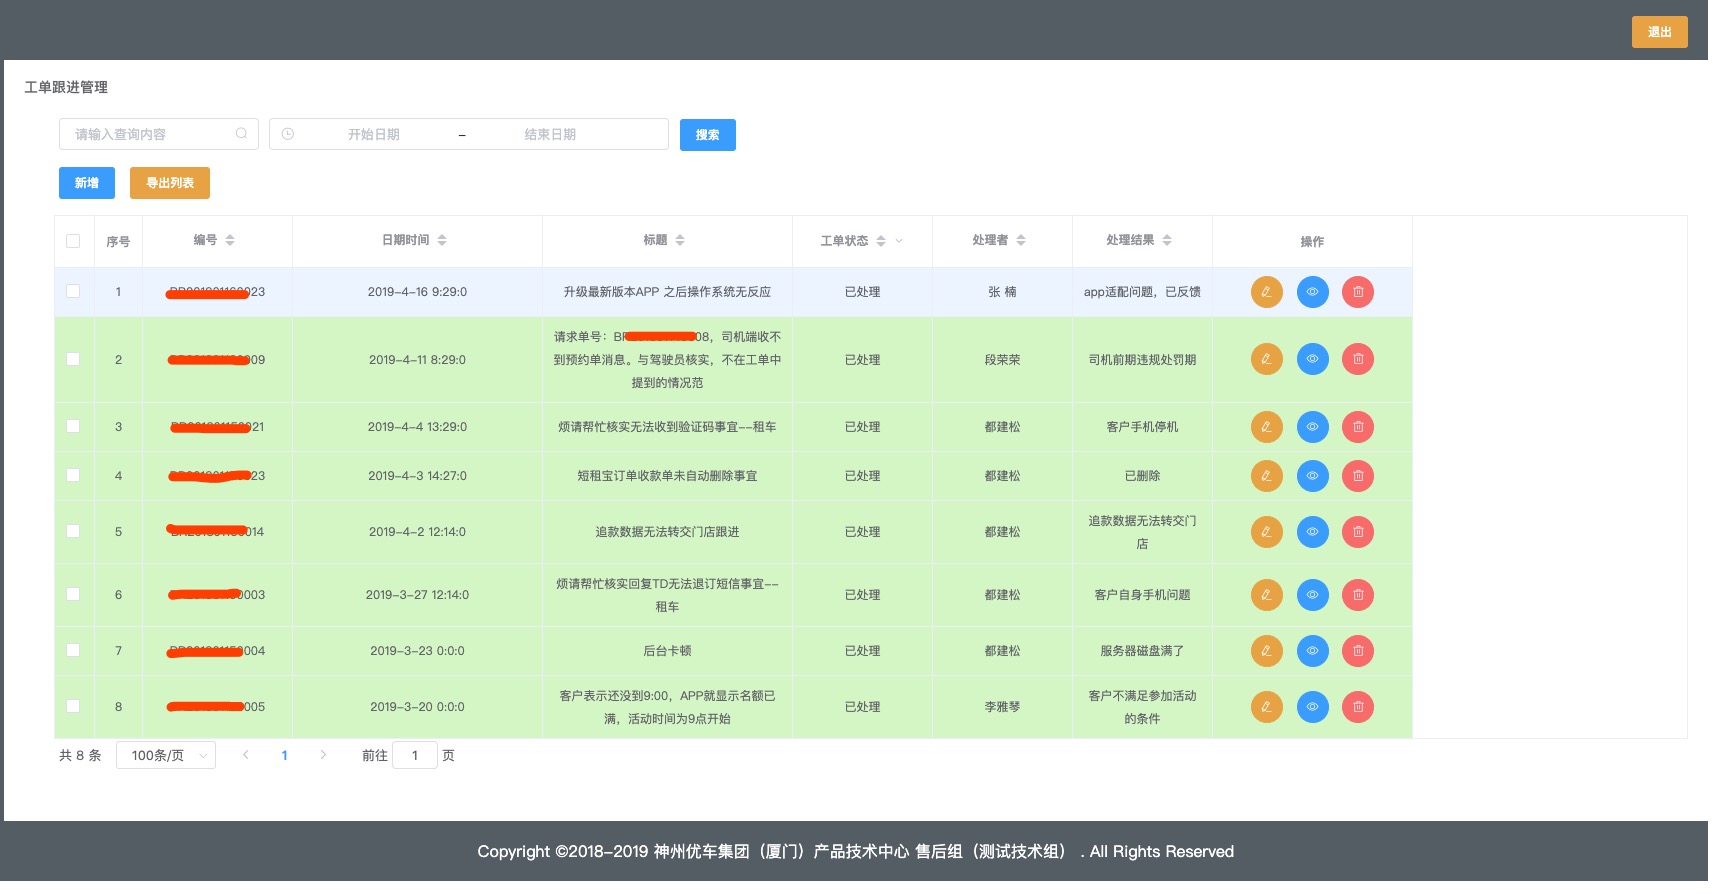 退出
工单跟进管理
请输入查询内容 开始日期 – 结束日期 搜索
新增 导出列表
序号 编号 日期时间 标题 工单状态 处理者 处理结果 操作
1 023 2019-4-16 9:29:0 升级最新版本APP 之后操作系统无反应 已处理 张 楠 app适配问题，已反馈
请求单号：BR 08，司机端收不
2 009 2019-4-11 8:29:0 到预约单消息。与驾驶员核实，不在工单中 已处理 段荣荣 司机前期违规处罚期
提到的情况范
3 021 2019-4-4 13:29:0 烦请帮忙核实无法收到验证码事宜--租车 已处理 都建松 客户手机停机
4 023 2019-4-3 14:27:0 短租宝订单收款单未自动删除事宜 已处理 都建松 已删除
5 014 2019-4-2 12:14:0 追款数据无法转交门店跟进 已处理 都建松 追款数据无法转交门
店
6 003 2019-3-27 12:14:0 烦请帮忙核实回复TD无法退订短信事宜-- 已处理 都建松 客户自身手机问题
租车
7 004 2019-3-23 0:0:0 后台卡顿 已处理 都建松 服务器磁盘满了
8 005 2019-3-20 0:0:0 客户表示还没到9:00，APP就显示名额已 已处理 李雅琴 客户不满足参加活动
满，活动时间为9点开始 的条件
共 8 条 100条/页 1 前往 1 页
Copyright ©2018-2019 神州优车集团（厦门）产品技术中心 售后组（测试技术组） . All Rights Reserved